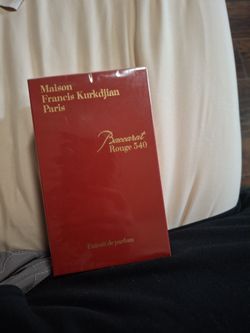 Maison
Francis Kurkdjian
Paris
Baccarat
Rouge 540
Extrait de parfum